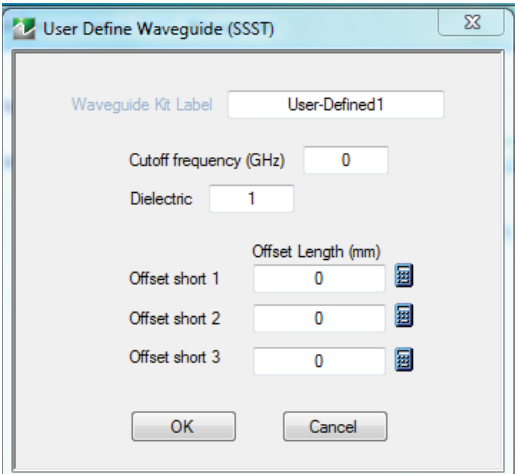 User Define Waveguide (SSST)
Waveguide Kit Label User-Defined1
Cutoff frequency (GHz) 0
Dielectric 1
Offset Length (mm)
Offset short 1 0
Offset short 2 0
Offset short 3 0
OK Cancel